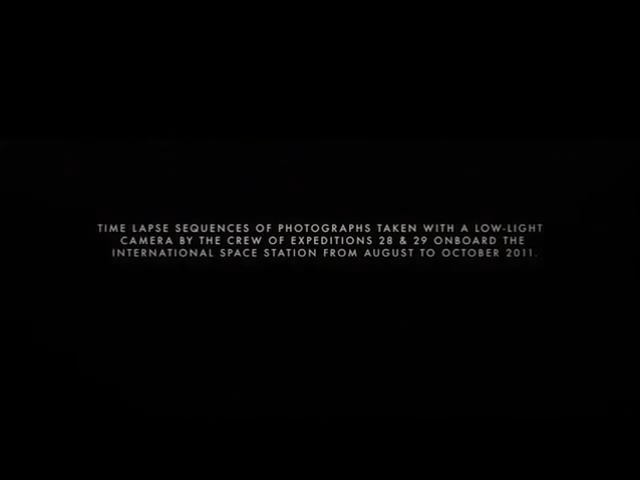 TIME LAPSE SEQUENCES OF PHOTOGRAPHS TAKEN WITH A LOW-LIGHT
CAMERA BY THE CREW OF EXPEDITIONS 28 & 29 ONBOARD THE
INTERNATIONAL SPACE STATION FROM AUGUST TO OCTOBER 2011.